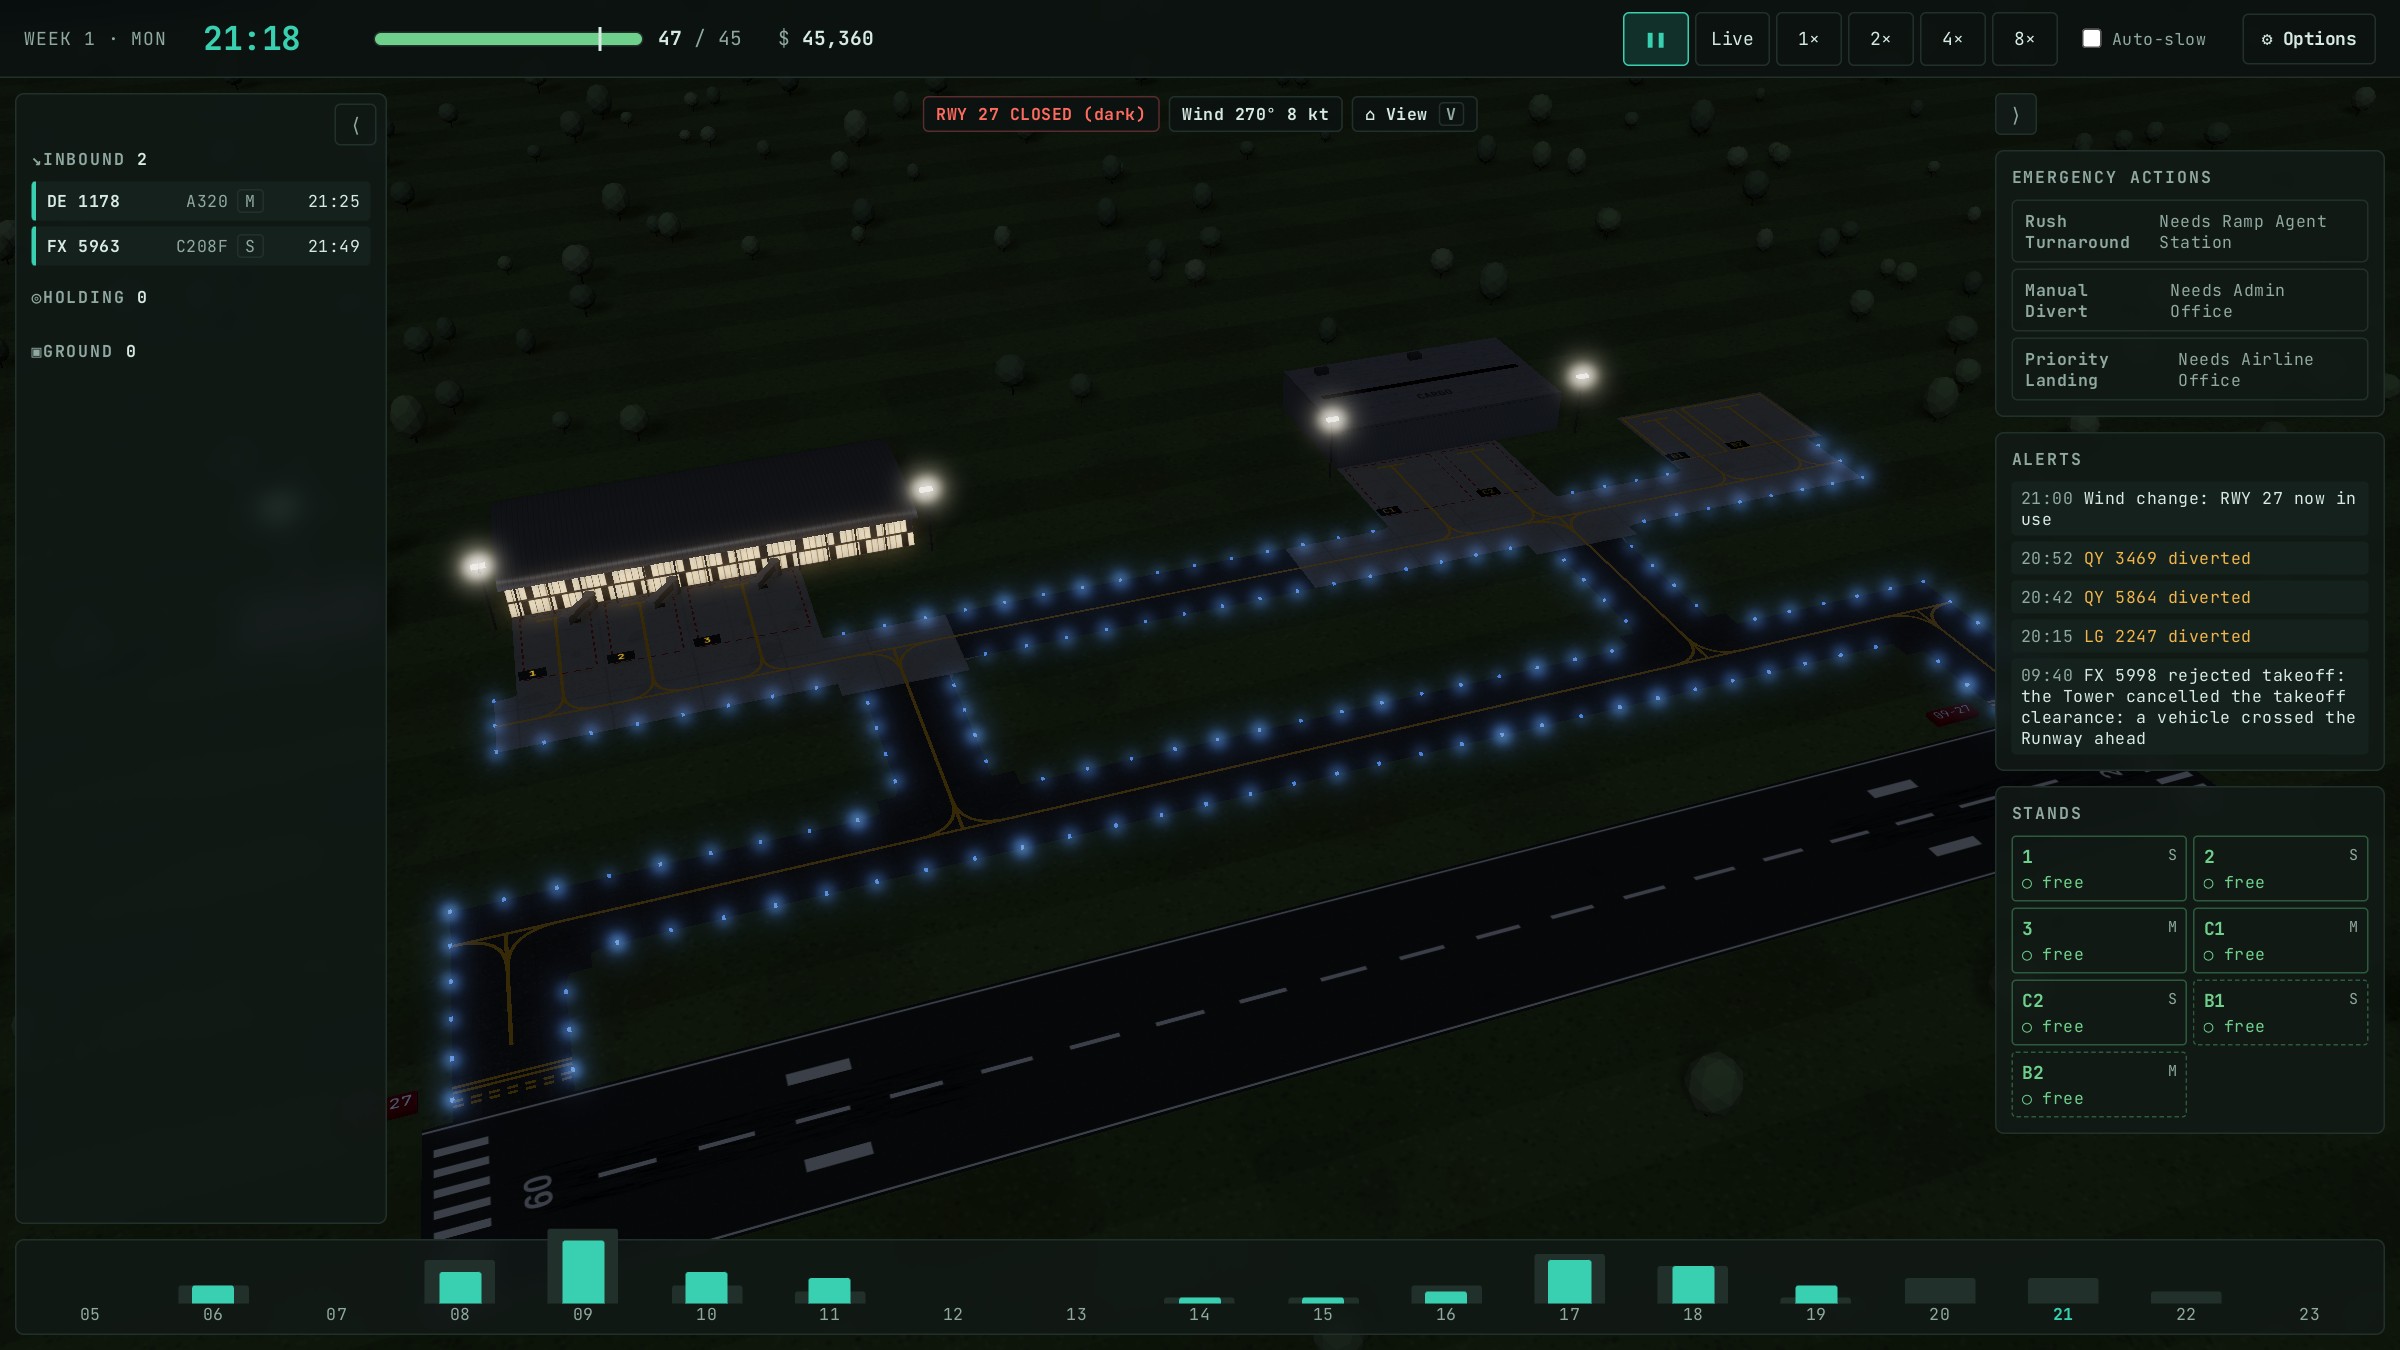 WEEK 1 · MON 21:18 47 / 45 $ 45,360 Live 1× 2× 4× 8× Auto-slow ⚙ Options
RWY 27 CLOSED (dark) Wind 270° 8 kt ⌂ View V
↘INBOUND 2
DE 1178 A320 M 21:25
FX 5963 C208F S 21:49
◎HOLDING 0
▣GROUND 0
EMERGENCY ACTIONS
Rush Turnaround Needs Ramp Agent Station
Manual Divert Needs Admin Office
Priority Landing Needs Airline Office
ALERTS
21:00 Wind change: RWY 27 now in
use
20:52 QY 3469 diverted
20:42 QY 5864 diverted
20:15 LG 2247 diverted
09:40 FX 5998 rejected takeoff:
the Tower cancelled the takeoff
clearance: a vehicle crossed the
Runway ahead
STANDS
1 S
○ free
2 S
○ free
3 M
○ free
C1 M
○ free
C2 S
○ free
B1 S
○ free
B2 M
○ free
CARGO
1
2
3
09-27
27
09
05 06 07 08 09 10 11 12 13 14 15 16 17 18 19 20 21 22 23